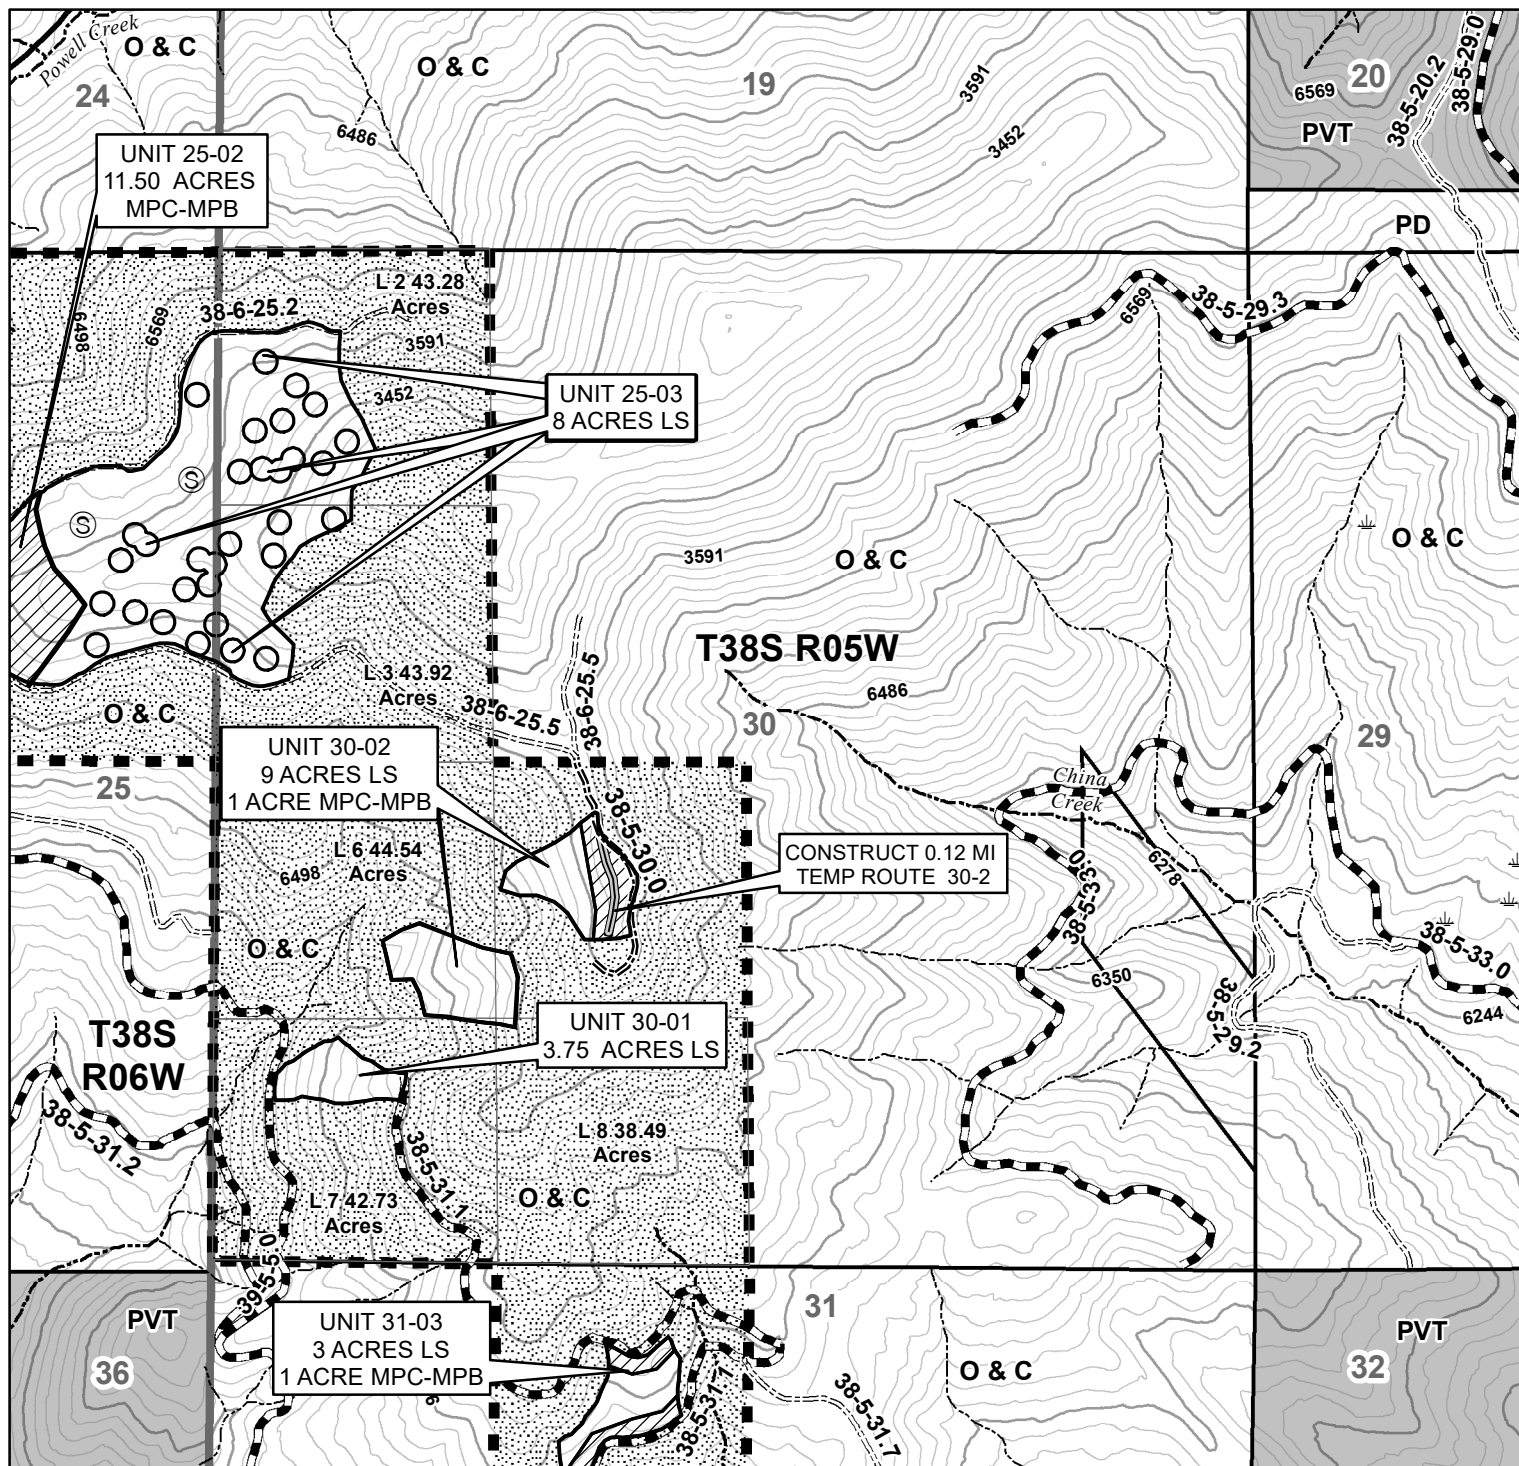 Powell Creek
O & C
24
O & C
19
3591
3452
6486
6569
20
PVT
38-5-20.2
38-5-29.0
UNIT 25-02
11.50 ACRES
MPC-MPB
PD
L 2 43.28
Acres
38-6-25.2
6498
6569
3591
3452
6569
38-5-29.3
UNIT 25-03
8 ACRES LS
S
S
3591
O & C
O & C
T38S R05W
6486
L 3 43.92
Acres
38-6-25.5
38-6-25.5
O & C
30
29
UNIT 30-02
9 ACRES LS
1 ACRE MPC-MPB
25
China
Creek
38-5-30.0
CONSTRUCT 0.12 MI
TEMP ROUTE 30-2
L 6 44.54
Acres
6498
6278
38-5-33.0
O & C
6350
38-5-33.0
38-5-29.2
6244
UNIT 30-01
3.75 ACRES LS
T38S
R06W
38-5-31.2
38-5-31.1
L 8 38.49
Acres
L 7 42.73
Acres
O & C
39-5-5.0
UNIT 31-03
3 ACRES LS
1 ACRE MPC-MPB
PVT
36
31
O & C
38-5-31.7
38-5-31.7
PVT
32